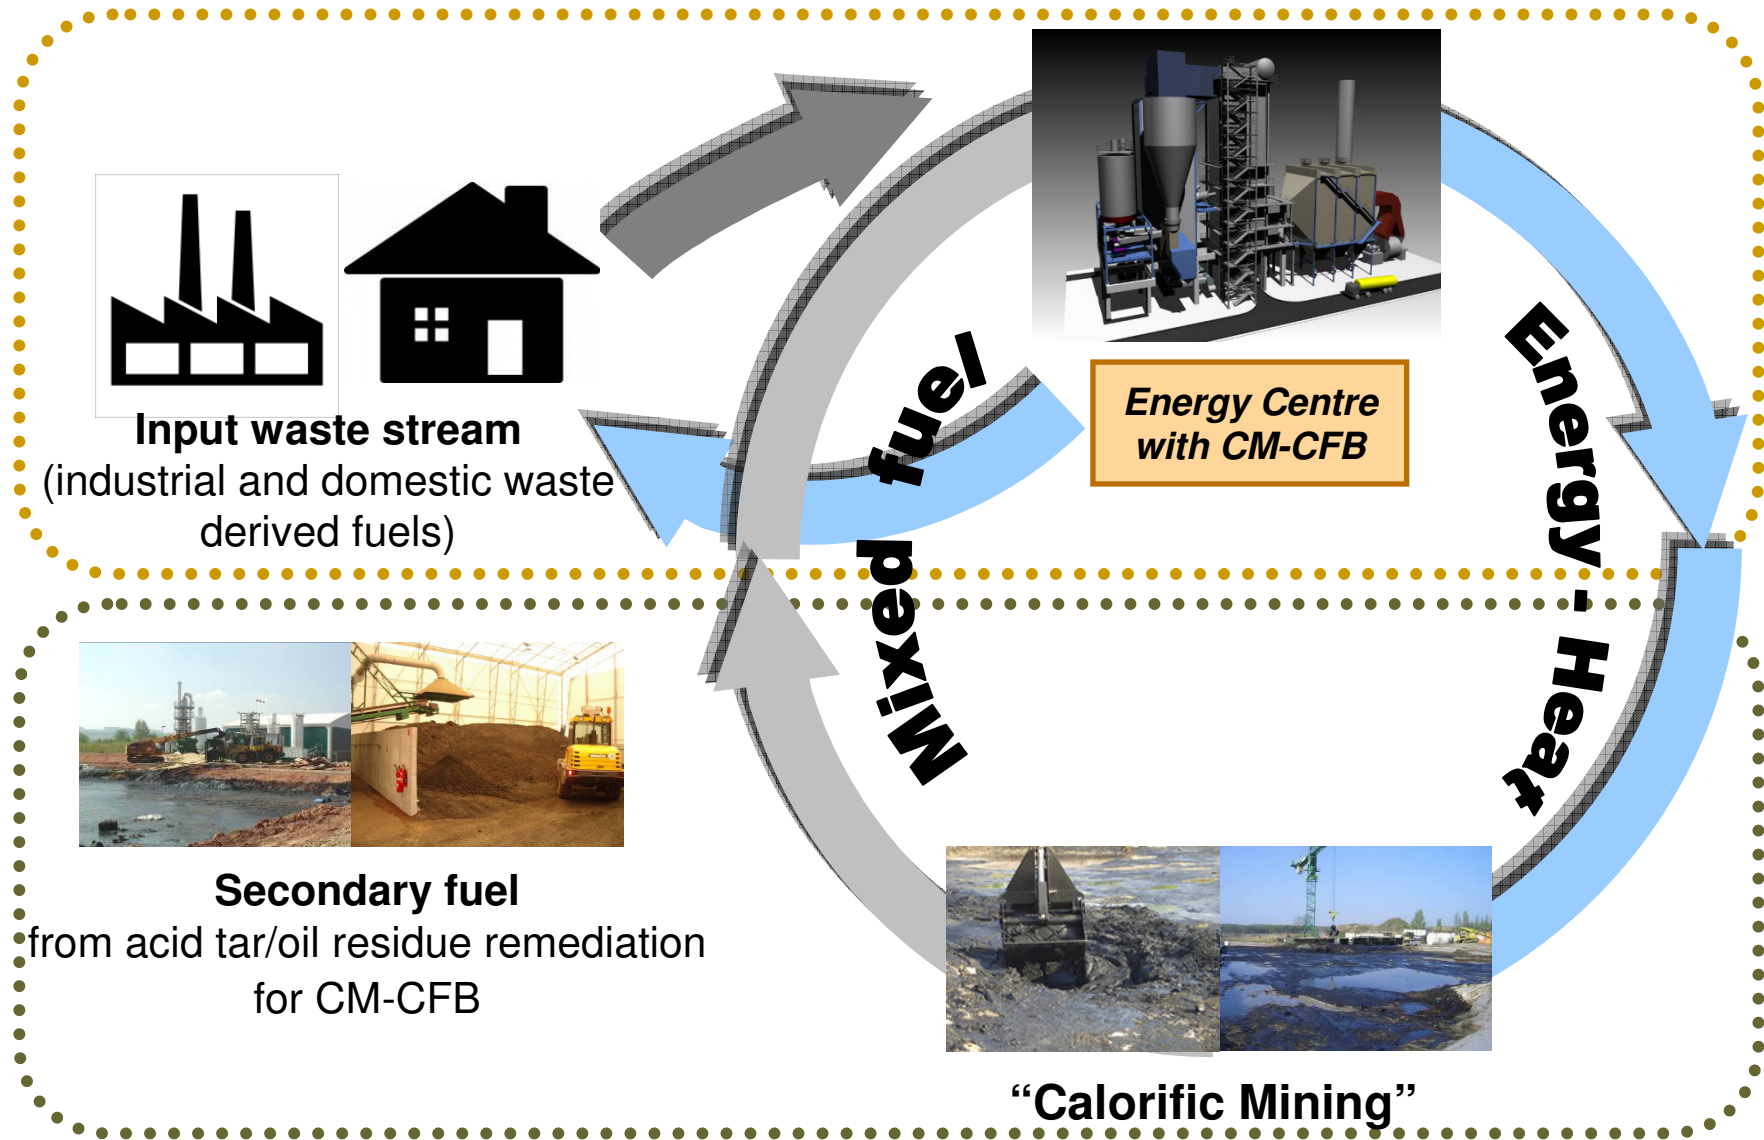 Energy Centre
with CM-CFB
Mixed fuel
Energy - Heat
Input waste stream
(industrial and domestic waste
derived fuels)
Secondary fuel
from acid tar/oil residue remediation
for CM-CFB
“Calorific Mining”